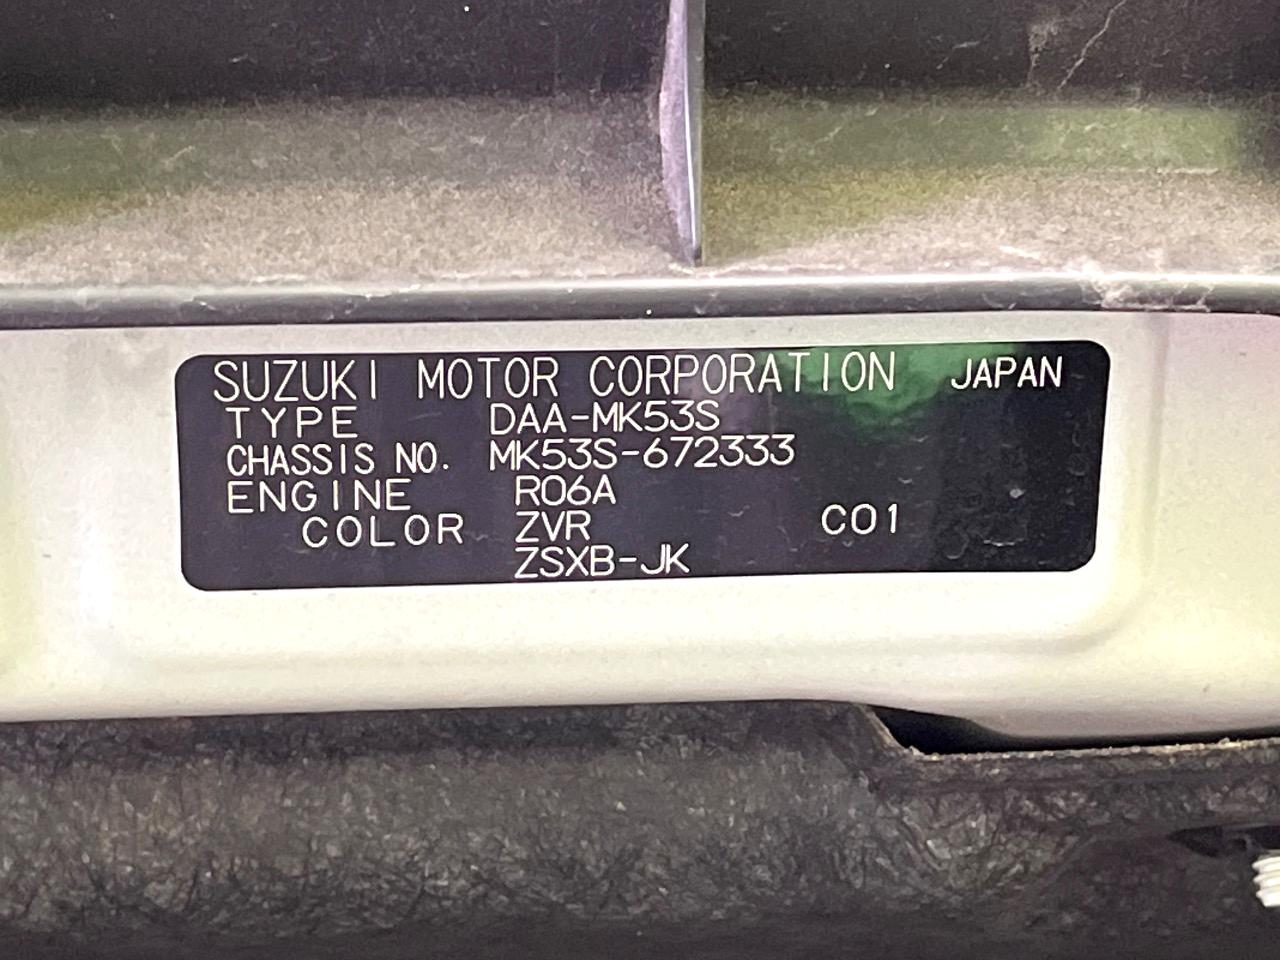 SUZUKI MOTOR CORPORATION JAPAN
TYPE DAA-MK53S
CHASSIS NO. MK53S-672333
ENGINE R06A
COLOR ZVR C01
ZSXB-JK